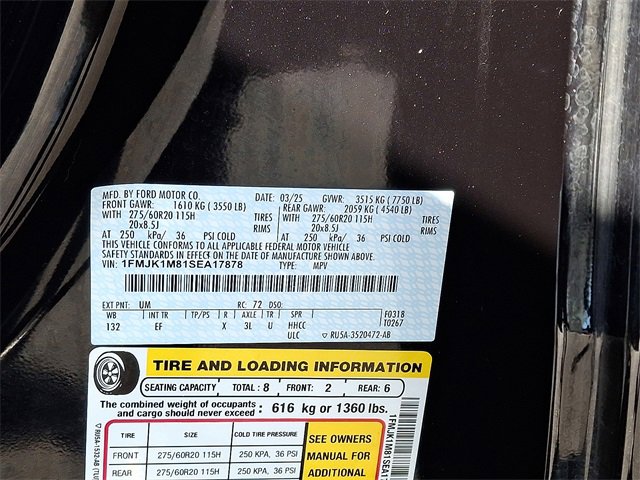 MFD. BY FORD MOTOR CO. DATE: 03/25 GVWR: 3515 KG ( 7750 LB)
FRONT GAWR: 1610 KG ( 3550 LB) REAR GAWR: 2059 KG ( 4540 LB)
WITH 275/60R20 115H TIRES WITH 275/60R20 115H TIRES
20x8.5J RIMS 20x8.5J RIMS
AT 250 kPa/ 36 PSI COLD AT 250 kPa/ 36 PSI COLD
THIS VEHICLE CONFORMS TO ALL APPLICABLE FEDERAL MOTOR VEHICLE
SAFETY STANDARDS IN EFFECT ON THE DATE OF MANUFACTURE SHOWN ABOVE.
VIN: 1FMJK1M81SEA17878 TYPE: MPV
EXT PNT: UM RC: 72 DSO:
WB INT TR TP/PS R AXLE TR SPR F0318
132 EF X 3L U HHCC T0267
ULC ▽ RU5A-3520472-AB
TIRE AND LOADING INFORMATION
SEATING CAPACITY TOTAL : 8 FRONT: 2 REAR: 6
The combined weight of occupants
and cargo should never exceed : 616 kg or 1360 lbs.
TIRE SIZE COLD TIRE PRESSURE
FRONT 275/60R20 115H 250 KPA, 36 PSI
REAR 275/60R20 115H 250 KPA, 36 PSI
SEE OWNERS
MANUAL FOR
ADDITIONAL
1FMJK1M81SEA17